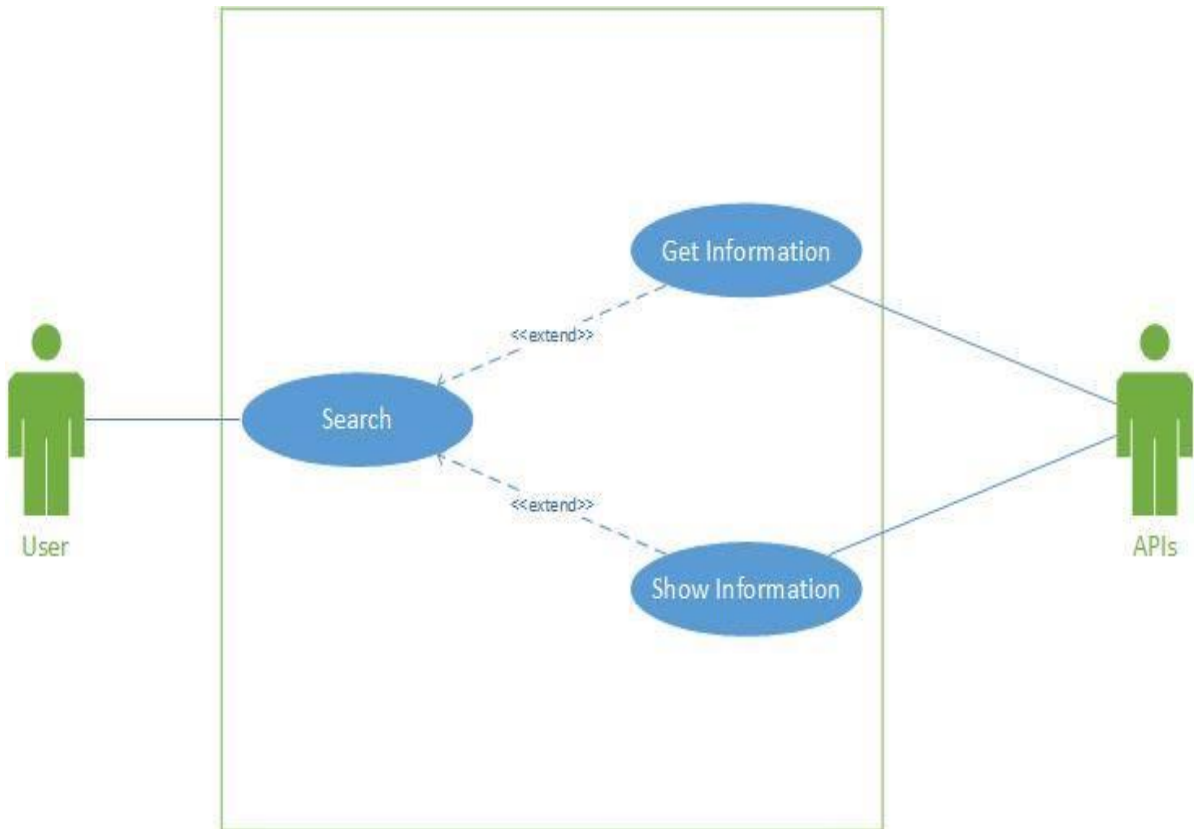 Get Information
<<extend>>
Search
<<extend>>
User
APIs
Show Information